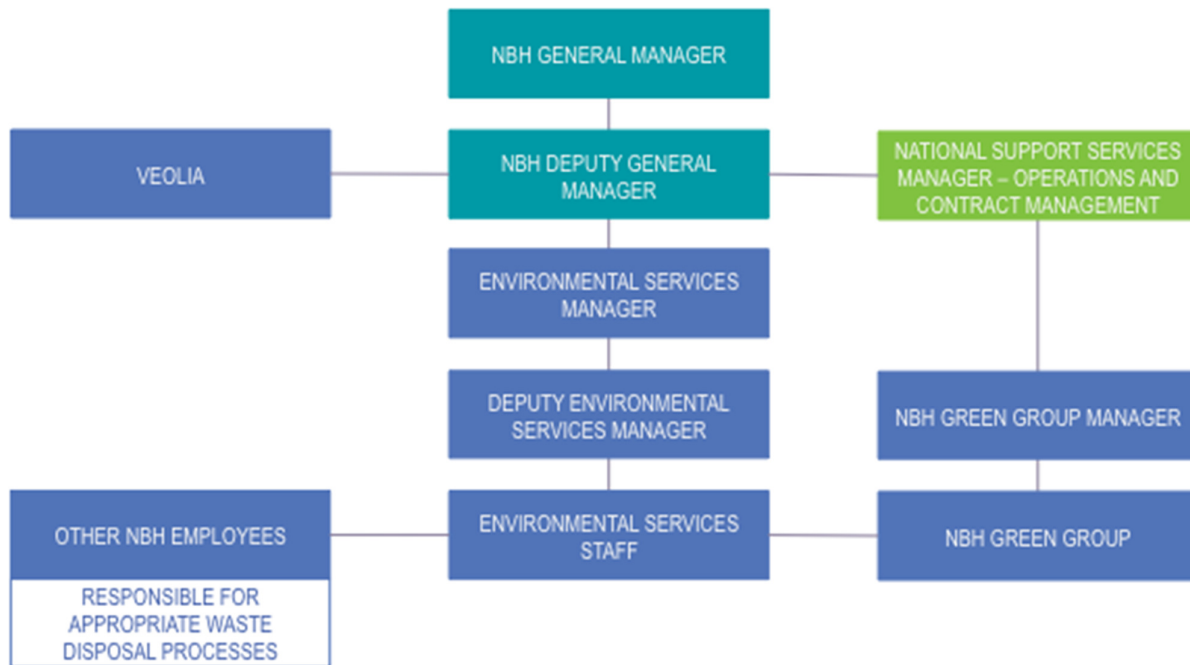 NBH GENERAL MANAGER
VEOLIA
NBH DEPUTY GENERAL
MANAGER
NATIONAL SUPPORT SERVICES
MANAGER – OPERATIONS AND
CONTRACT MANAGEMENT
ENVIRONMENTAL SERVICES
MANAGER
DEPUTY ENVIRONMENTAL
SERVICES MANAGER
NBH GREEN GROUP MANAGER
OTHER NBH EMPLOYEES
ENVIRONMENTAL SERVICES
STAFF
NBH GREEN GROUP
RESPONSIBLE FOR
APPROPRIATE WASTE
DISPOSAL PROCESSES